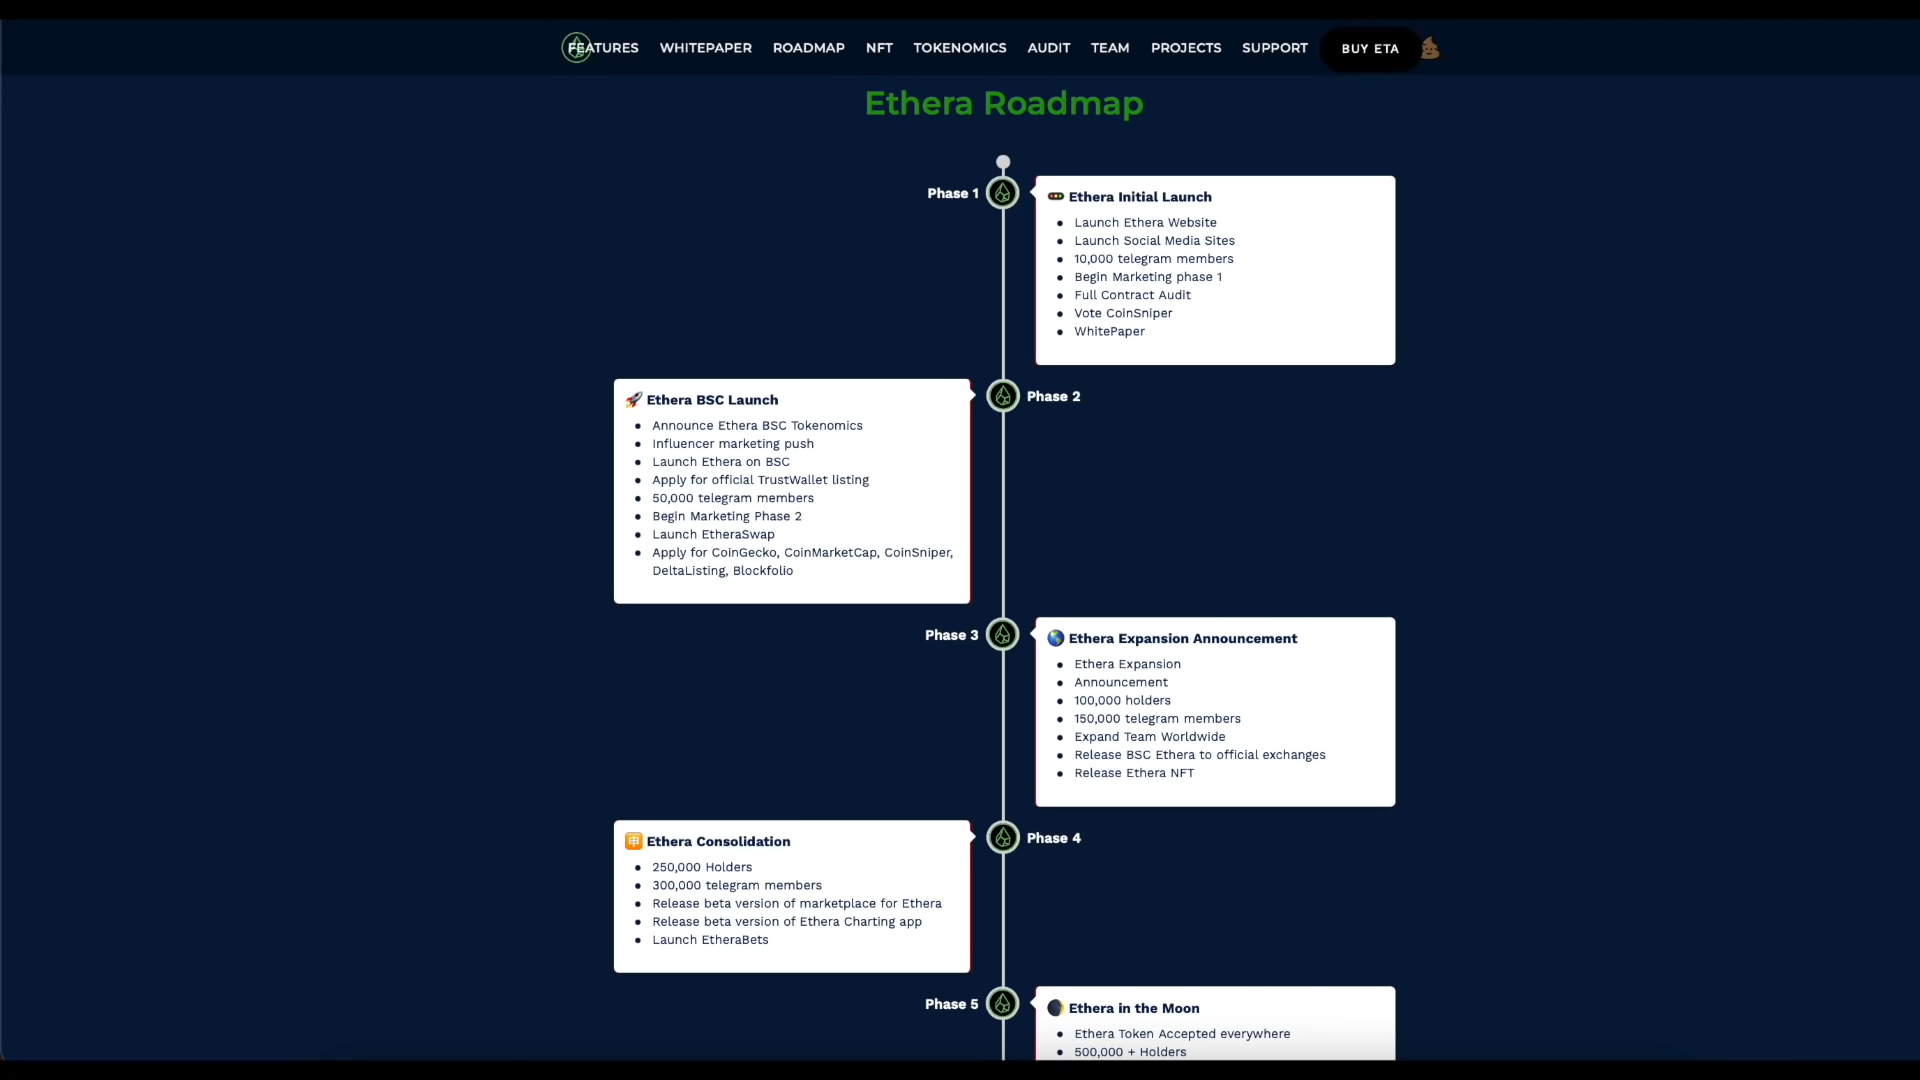 FEATURES WHITEPAPER ROADMAP NFT TOKENOMICS AUDIT TEAM PROJECTS SUPPORT BUY ETA
Ethera Roadmap
Phase 1
Ethera Initial Launch
Launch Ethera Website
Launch Social Media Sites
10,000 telegram members
Begin Marketing phase 1
Full Contract Audit
Vote CoinSniper
WhitePaper
Phase 2
Ethera BSC Launch
Announce Ethera BSC Tokenomics
Influencer marketing push
Launch Ethera on BSC
Apply for official TrustWallet listing
50,000 telegram members
Begin Marketing Phase 2
Launch EtheraSwap
Apply for CoinGecko, CoinMarketCap, CoinSniper,
DeltaListing, Blockfolio
Phase 3
Ethera Expansion Announcement
Ethera Expansion
Announcement
100,000 holders
150,000 telegram members
Expand Team Worldwide
Release BSC Ethera to official exchanges
Release Ethera NFT
Phase 4
🈸 Ethera Consolidation
250,000 Holders
300,000 telegram members
Release beta version of marketplace for Ethera
Release beta version of Ethera Charting app
Launch EtheraBets
Phase 5
Ethera in the Moon
Ethera Token Accepted everywhere
500,000 + Holders